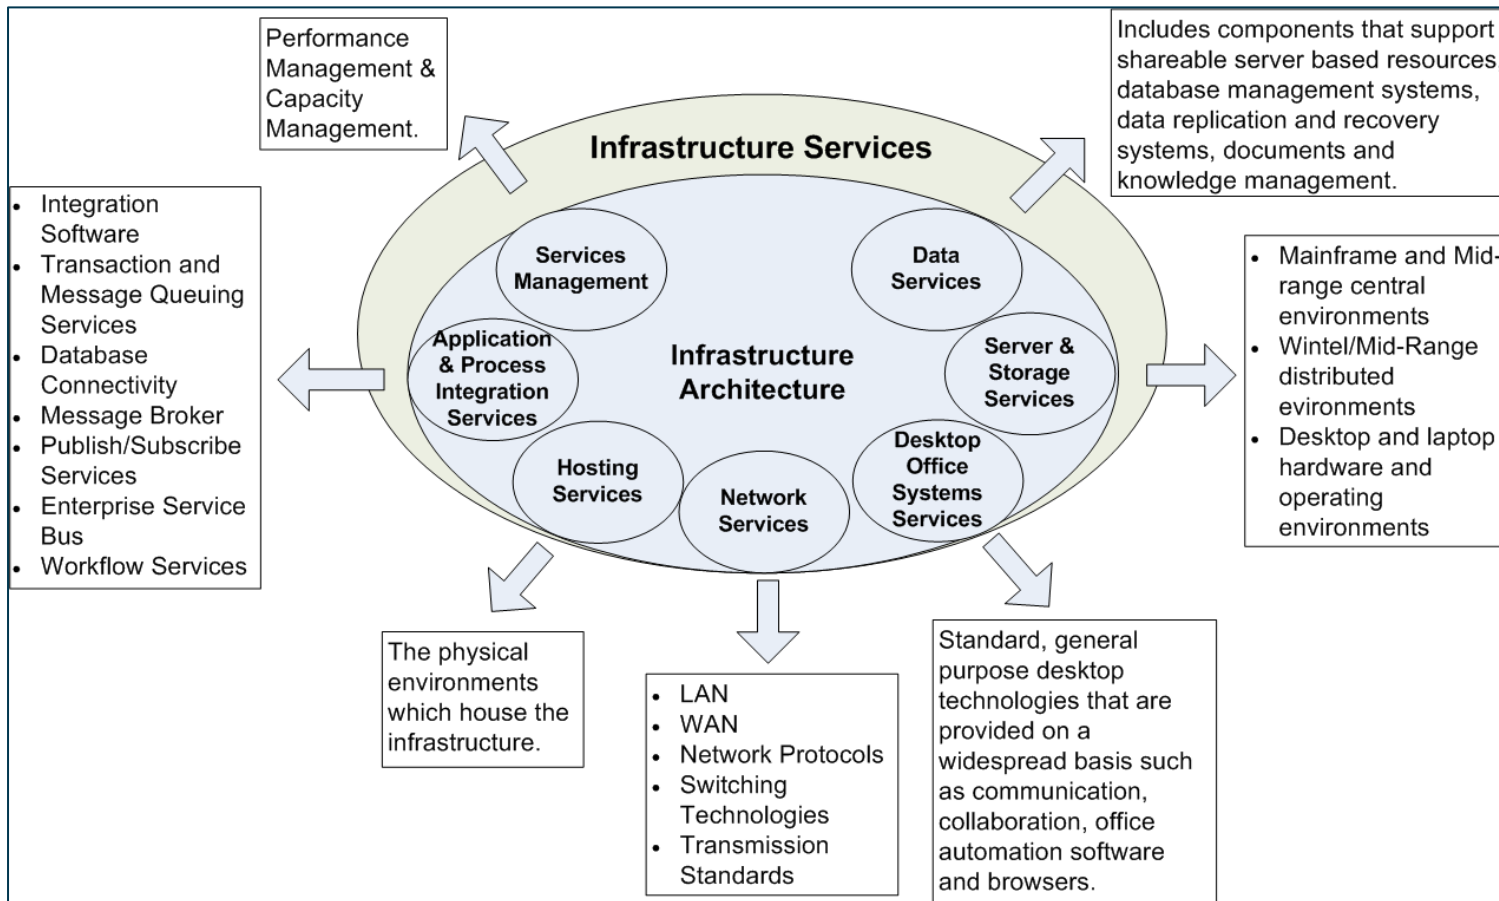 Performance
Management &
Capacity
Management.
Includes components that support
shareable server based resources,
database management systems,
data replication and recovery
systems, documents and
knowledge management.
Infrastructure Services
• Integration
Software
• Transaction and
Message Queuing
Services
• Database
Connectivity
• Message Broker
• Publish/Subscribe
Services
• Enterprise Service
Bus
• Workflow Services
Services
Management
Data
Services
• Mainframe and Mid-
range central
environments
• Wintel/Mid-Range
distributed
evironments
• Desktop and laptop
hardware and
operating
environments
Application
& Process
Integration
Services
Infrastructure
Architecture
Server &
Storage
Services
Hosting
Services
Network
Services
Desktop
Office
Systems
Services
The physical
environments
which house the
infrastructure.
• LAN
• WAN
• Network Protocols
• Switching
Technologies
• Transmission
Standards
Standard, general
purpose desktop
technologies that are
provided on a
widespread basis such
as communication,
collaboration, office
automation software
and browsers.